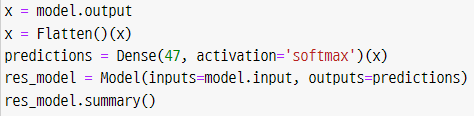 x = model.output
x = Flatten()(x)
predictions = Dense(47, activation='softmax')(x)
res_model = Model(inputs=model.input, outputs=predictions)
res_model.summary()